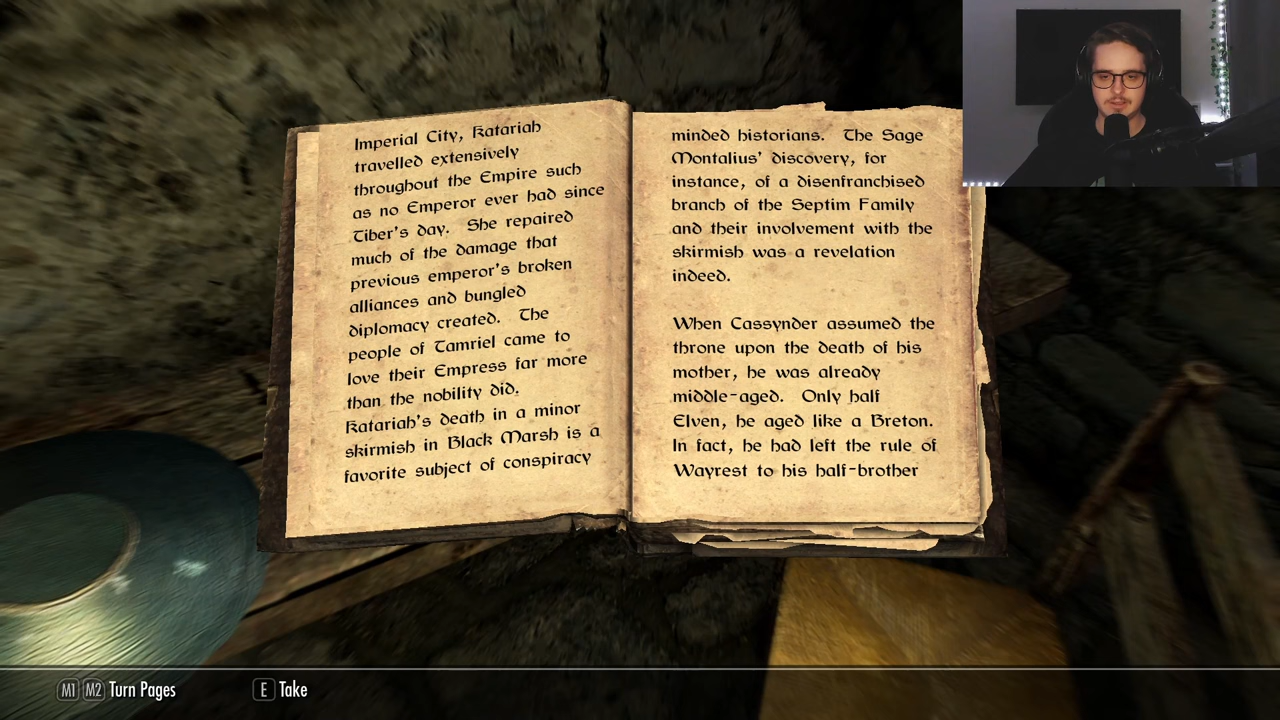 Imperial City, Katariah
travelled extensively
throughout the Empire such
as no Emperor ever had since
Tiber's day.  She repaired
much of the damage that
previous emperor's broken
alliances and bungled
diplomacy created.  The
people of Tamriel came to
love their Empress far more
than the nobility did.
Katariah's death in a minor
skirmish in Black Marsh is a
favorite subject of conspiracy
minded historians.  The Sage
Montalius' discovery, for
instance, of a disenfranchised
branch of the Septim Family
and their involvement with the
skirmish was a revelation
indeed.
When Cassynder assumed the
throne upon the death of his
mother, he was already
middle-aged.  Only half
Elven, he aged like a Breton.
In fact, he had left the rule of
Wayrest to his half-brother
M1 M2 Turn Pages
E Take